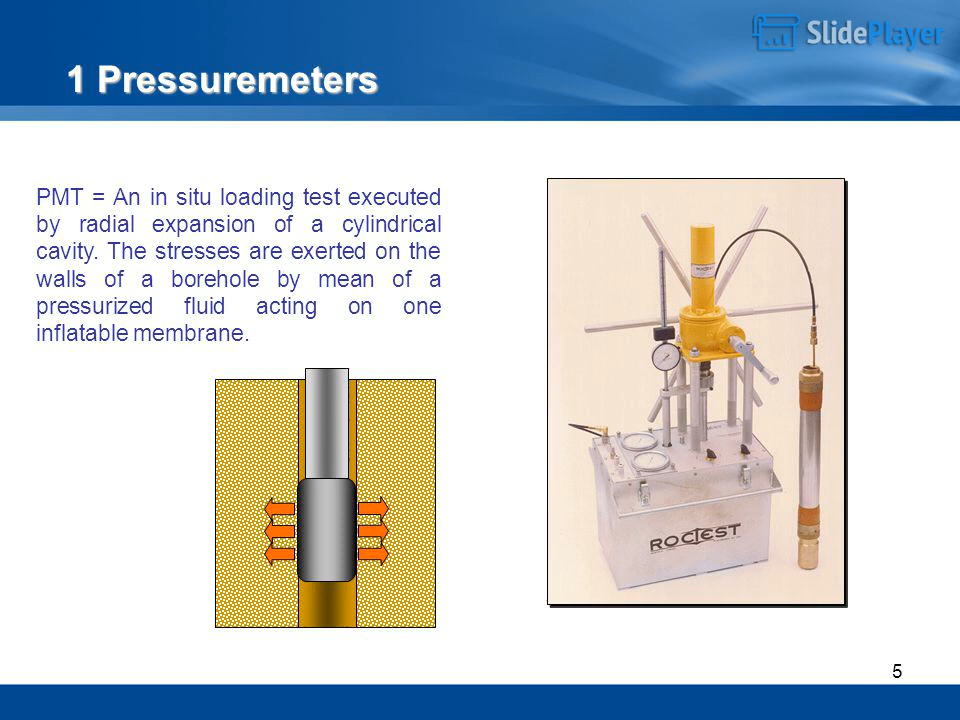 SlidePlayer
1 Pressuremeters
PMT = An in situ loading test executed
by radial expansion of a cylindrical
cavity. The stresses are exerted on the
walls of a borehole by mean of a
pressurized fluid acting on one
inflatable membrane.
ROCTEST
ROCTEST
5